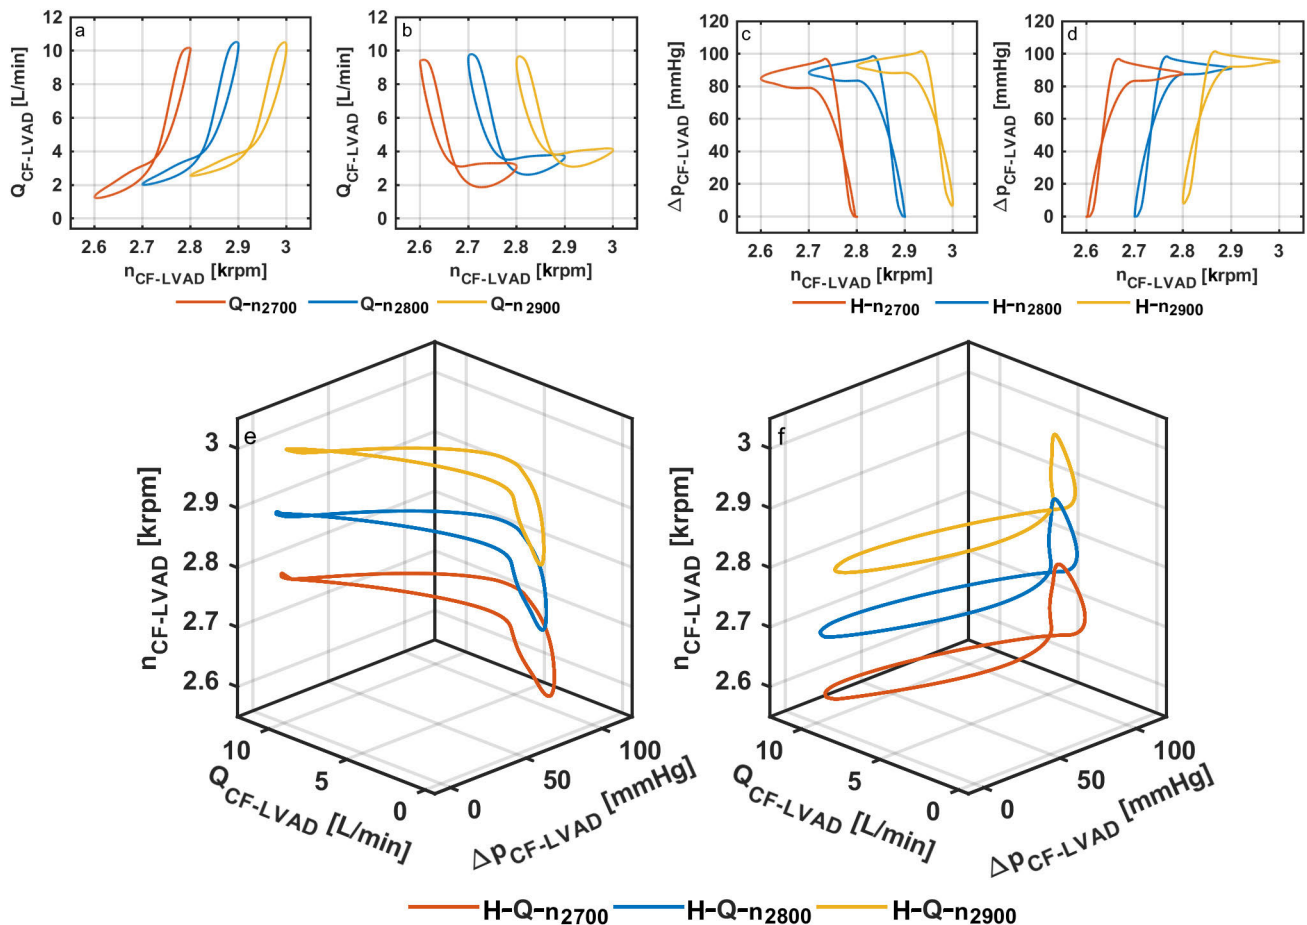 a
12
10
8
6
4
2
0
Q_CF-LVAD [L/min]
2.6 2.7 2.8 2.9 3
n_CF-LVAD [krpm]
b
12
10
8
6
4
2
0
Q_CF-LVAD [L/min]
2.6 2.7 2.8 2.9 3
n_CF-LVAD [krpm]
Q-n2700 Q-n2800 Q-n2900
c
120
100
80
60
40
20
0
Δp_CF-LVAD [mmHg]
2.6 2.7 2.8 2.9 3
n_CF-LVAD [krpm]
d
120
100
80
60
40
20
0
Δp_CF-LVAD [mmHg]
2.6 2.7 2.8 2.9 3
n_CF-LVAD [krpm]
H-n2700 H-n2800 H-n2900
e
3
2.9
2.8
2.7
2.6
n_CF-LVAD [krpm]
10 5 0
Q_CF-LVAD [L/min]
0 50 100
Δp_CF-LVAD [mmHg]
f
3
2.9
2.8
2.7
2.6
n_CF-LVAD [krpm]
10 5 0
Q_CF-LVAD [L/min]
0 50 100
Δp_CF-LVAD [mmHg]
H-Q-n2700 H-Q-n2800 H-Q-n2900